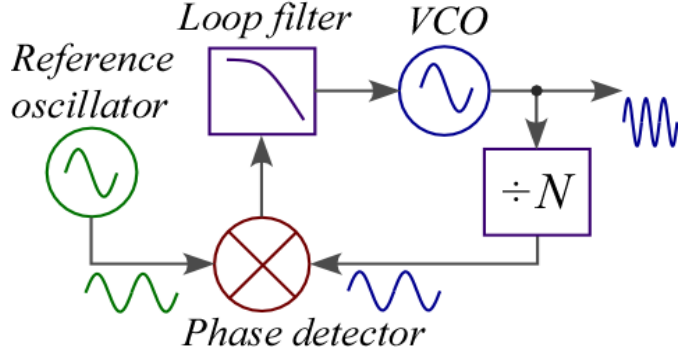 Loop filter
VCO
Reference
oscillator
÷N
Phase detector